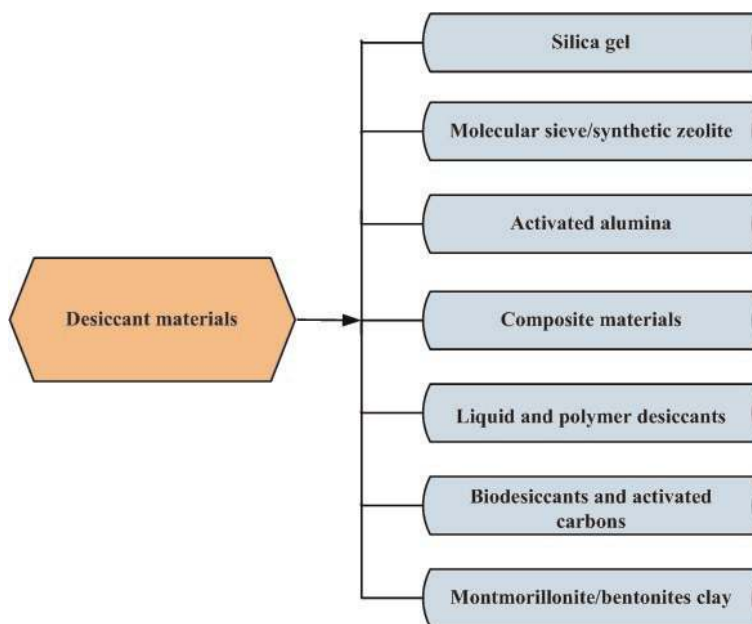 Silica gel
Molecular sieve/synthetic zeolite
Activated alumina
Desiccant materials
Composite materials
Liquid and polymer desiccants
Biodesiccants and activated
carbons
Montmorillonite/bentonites clay